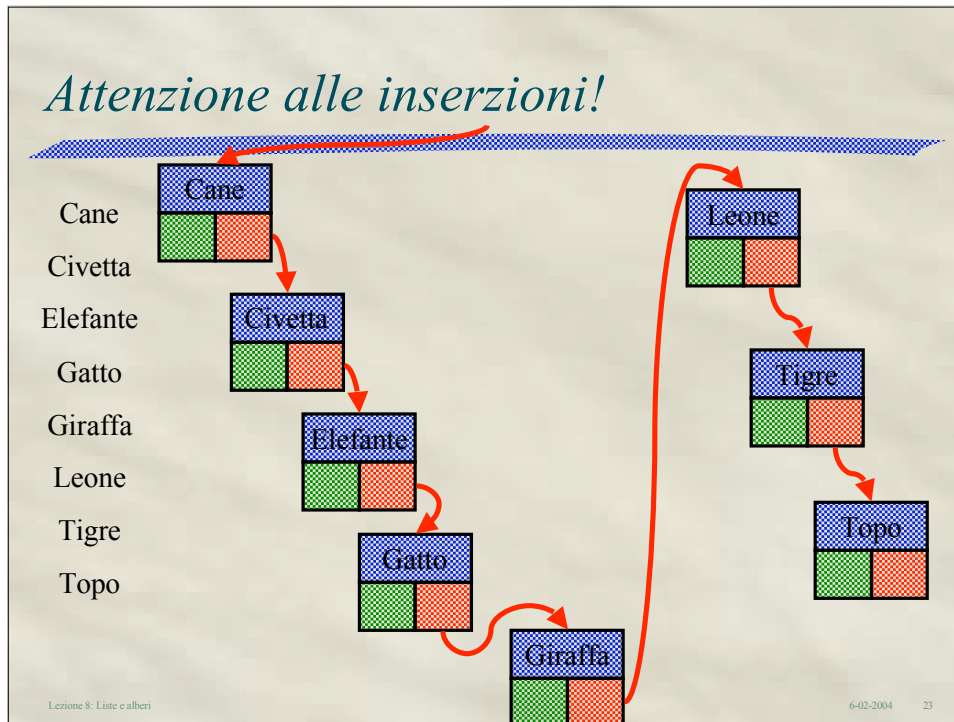 Attenzione alle inserzioni!
Cane
Civetta
Elefante
Gatto
Giraffa
Leone
Tigre
Topo
Cane
Civetta
Elefante
Gatto
Giraffa
Leone
Tigre
Topo
Lezione 8: Liste e alberi
6-02-2004
23